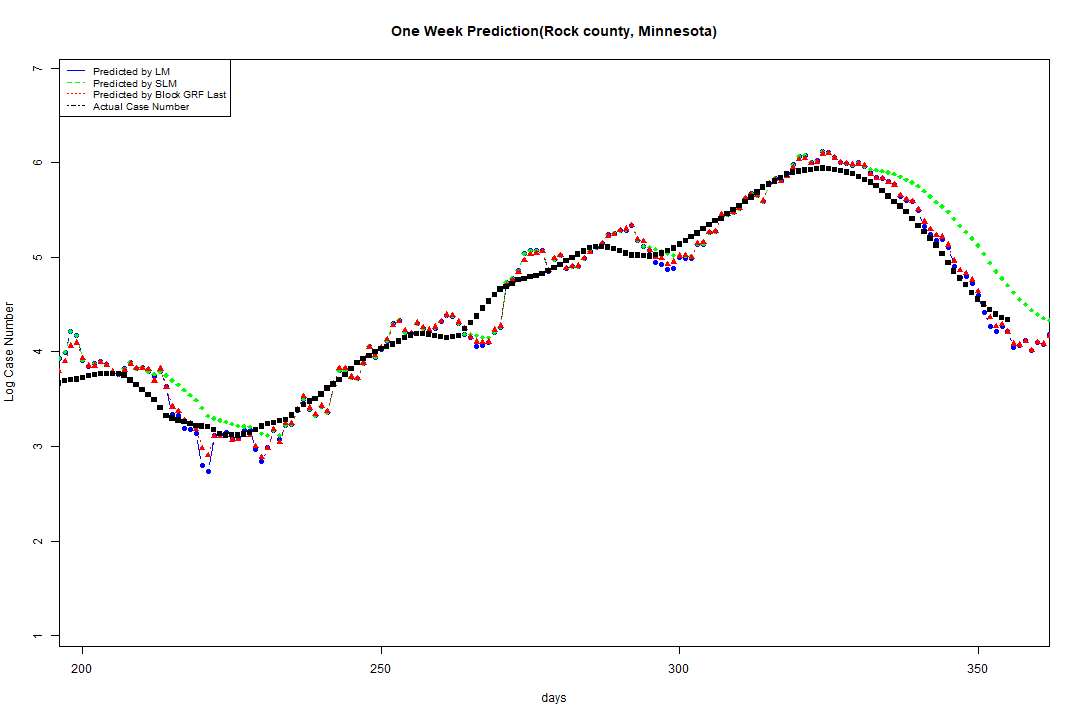 One Week Prediction(Rock county, Minnesota)
Predicted by LM
Predicted by SLM
Predicted by Block GRF Last
Actual Case Number
7
6
5
4
3
2
1
Log Case Number
200
250
300
350
days